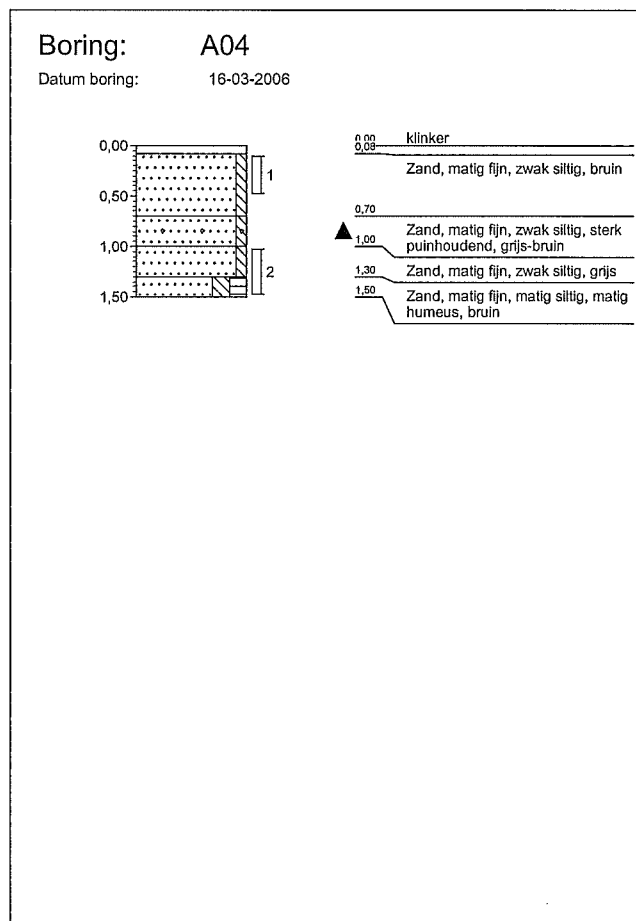 Boring: A04
Datum boring: 16-03-2006
0,00
0,50
1,00
1,50
1
2
0,00 klinker
0,08
Zand, matig fijn, zwak siltig, bruin
0,70
Zand, matig fijn, zwak siltig, sterk
puinhoudend, grijs-bruin
1,00
Zand, matig fijn, zwak siltig, grijs
1,30
Zand, matig fijn, matig siltig, matig
humeus, bruin
1,50